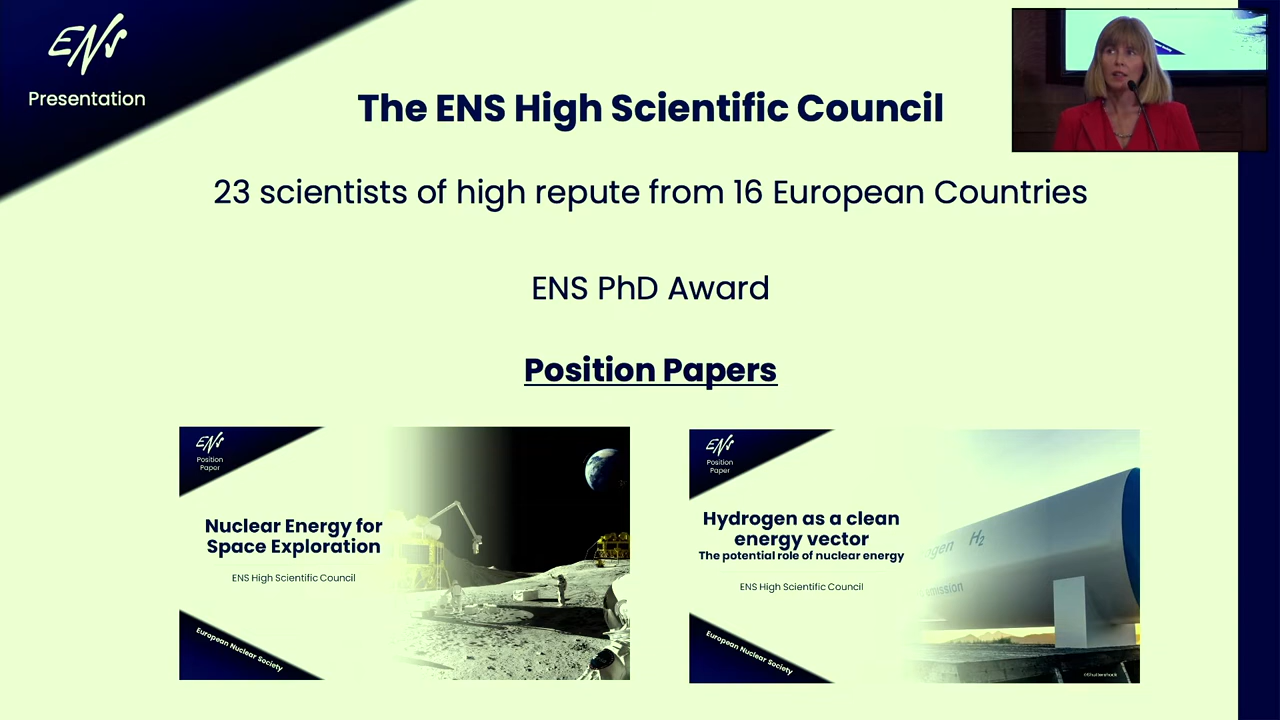 ENS
Presentation
The ENS High Scientific Council
23 scientists of high repute from 16 European Countries
ENS PhD Award
Position Papers
ENS
Position
Paper
Nuclear Energy for
Space Exploration
ENS High Scientific Council
European Nuclear Society
ENS
Position
Paper
Hydrogen as a clean
energy vector
The potential role of nuclear energy
ENS High Scientific Council
European Nuclear Society
H2
emission
©Shutterstock